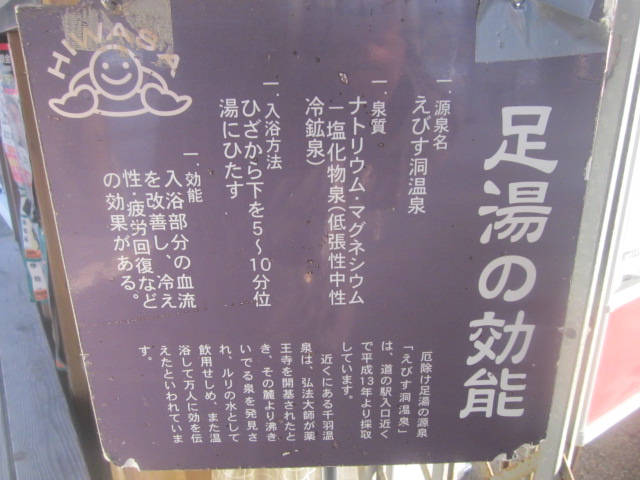 HIWASA
足湯の効能
一.源泉名
えびす洞温泉
一.泉質
ナトリウム・マグネシウム
－塩化物泉(低張性中性
冷鉱泉)
一.入浴方法
ひざから下を5～10分位
湯にひたす
一.効能
入浴部分の血流
を改善し、冷え
性・疲労回復など
の効果がある。
厄除け足湯の源泉
「えびす洞温泉」
は、道の駅入口近く
で平成13年より採取
しています。
近くにある千羽温
泉は、弘法大師が薬
王寺を開基されたと
き、その麓より沸き
いでる泉を発見さ
れ、ルリの水として
飲用せしめ、また温
浴して万人に効を伝
えたといわれていま
す。